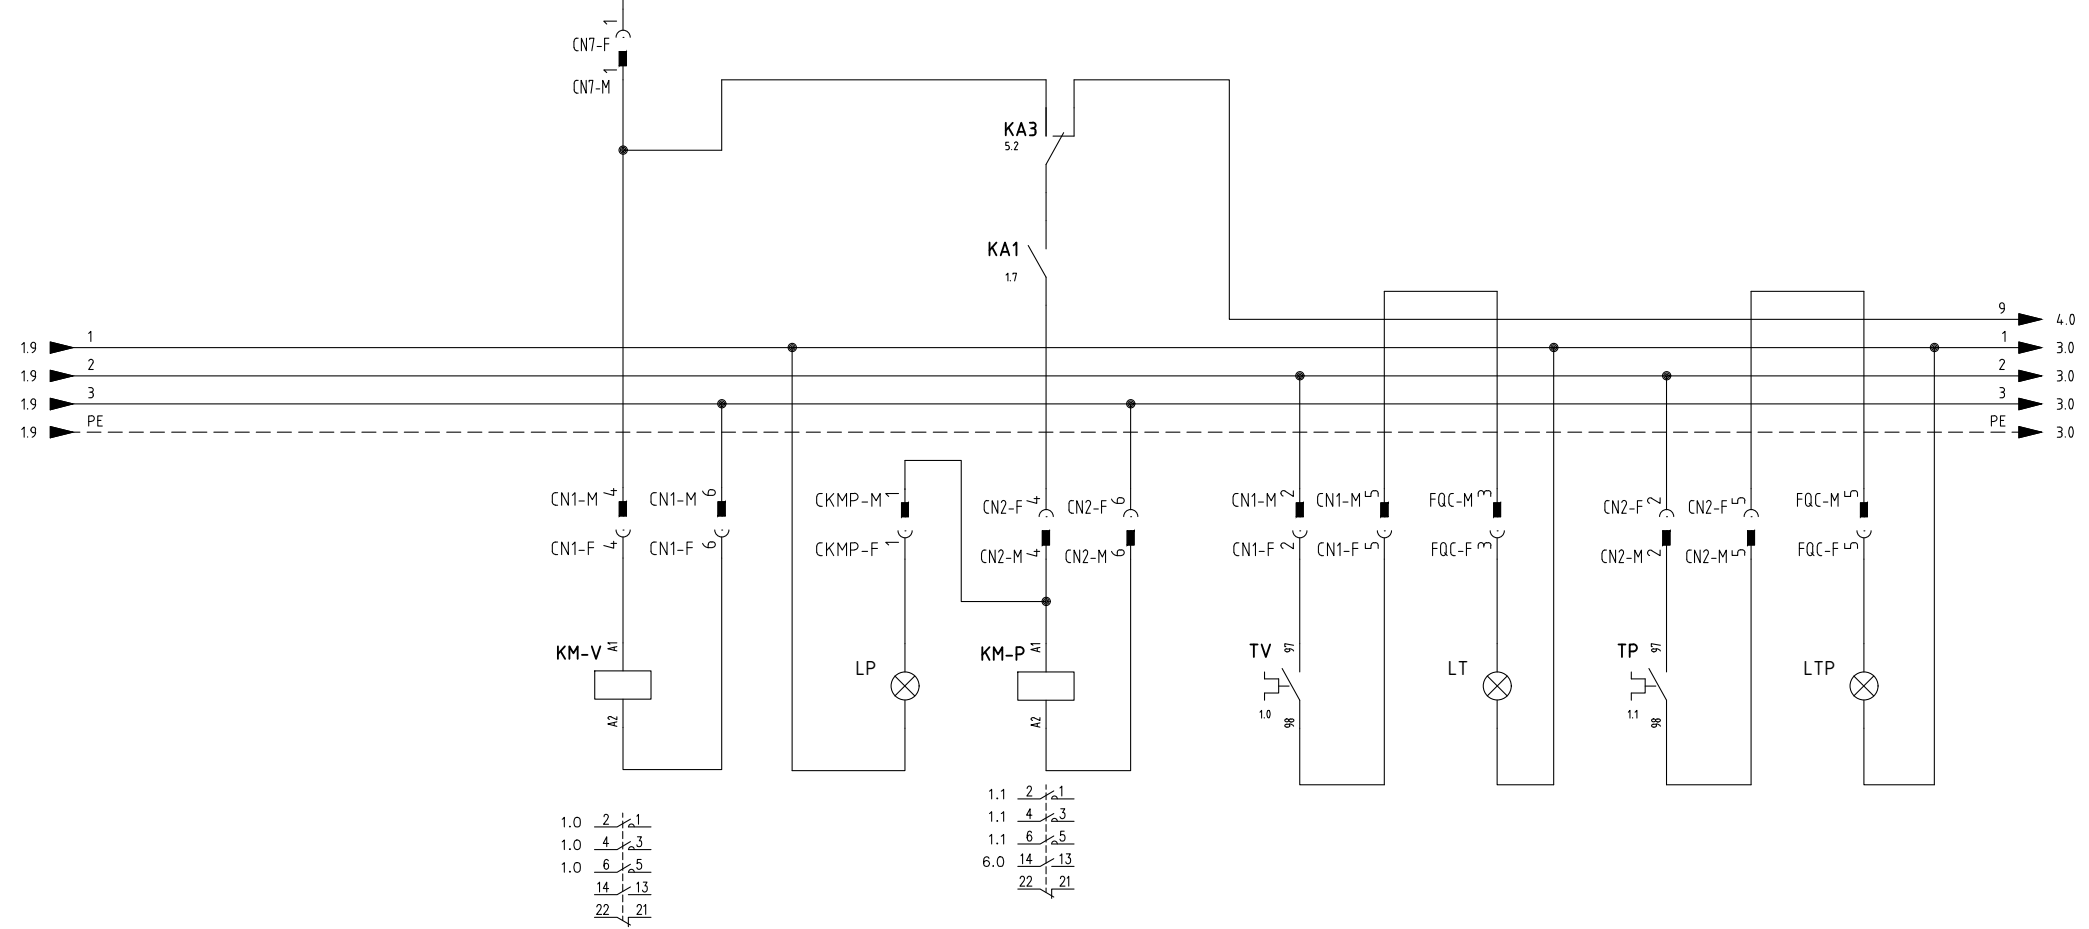 1
CN7-F
1
CN7-M
KA3
5.2
KA1
1.7
9 4.0
1.9 1 1 3.0
1.9 2 2 3.0
1.9 3 3 3.0
1.9 PE PE 3.0
CN1-M 4 CN1-M 6 CKMP-M 1 CN2-F 4 CN2-F 6 CN1-M 2 CN1-M 5 FQC-M 3 CN2-F 2 CN2-F 5 FQC-M 5
CN1-F 4 CN1-F 6 CKMP-F 1 CN2-M 4 CN2-M 6 CN1-F 2 CN1-F 5 FQC-F 3 CN2-M 2 CN2-M 5 FQC-F 5
KM-V A1 KM-P A1 TV 97 TP 97
LP LT LTP
A2 A2 1.0 98 1.1 98
1.1 2 1
1.1 4 3
1.1 6 5
6.0 14 13
22 21
1.0 2 1
1.0 4 3
1.0 6 5
14 13
22 21